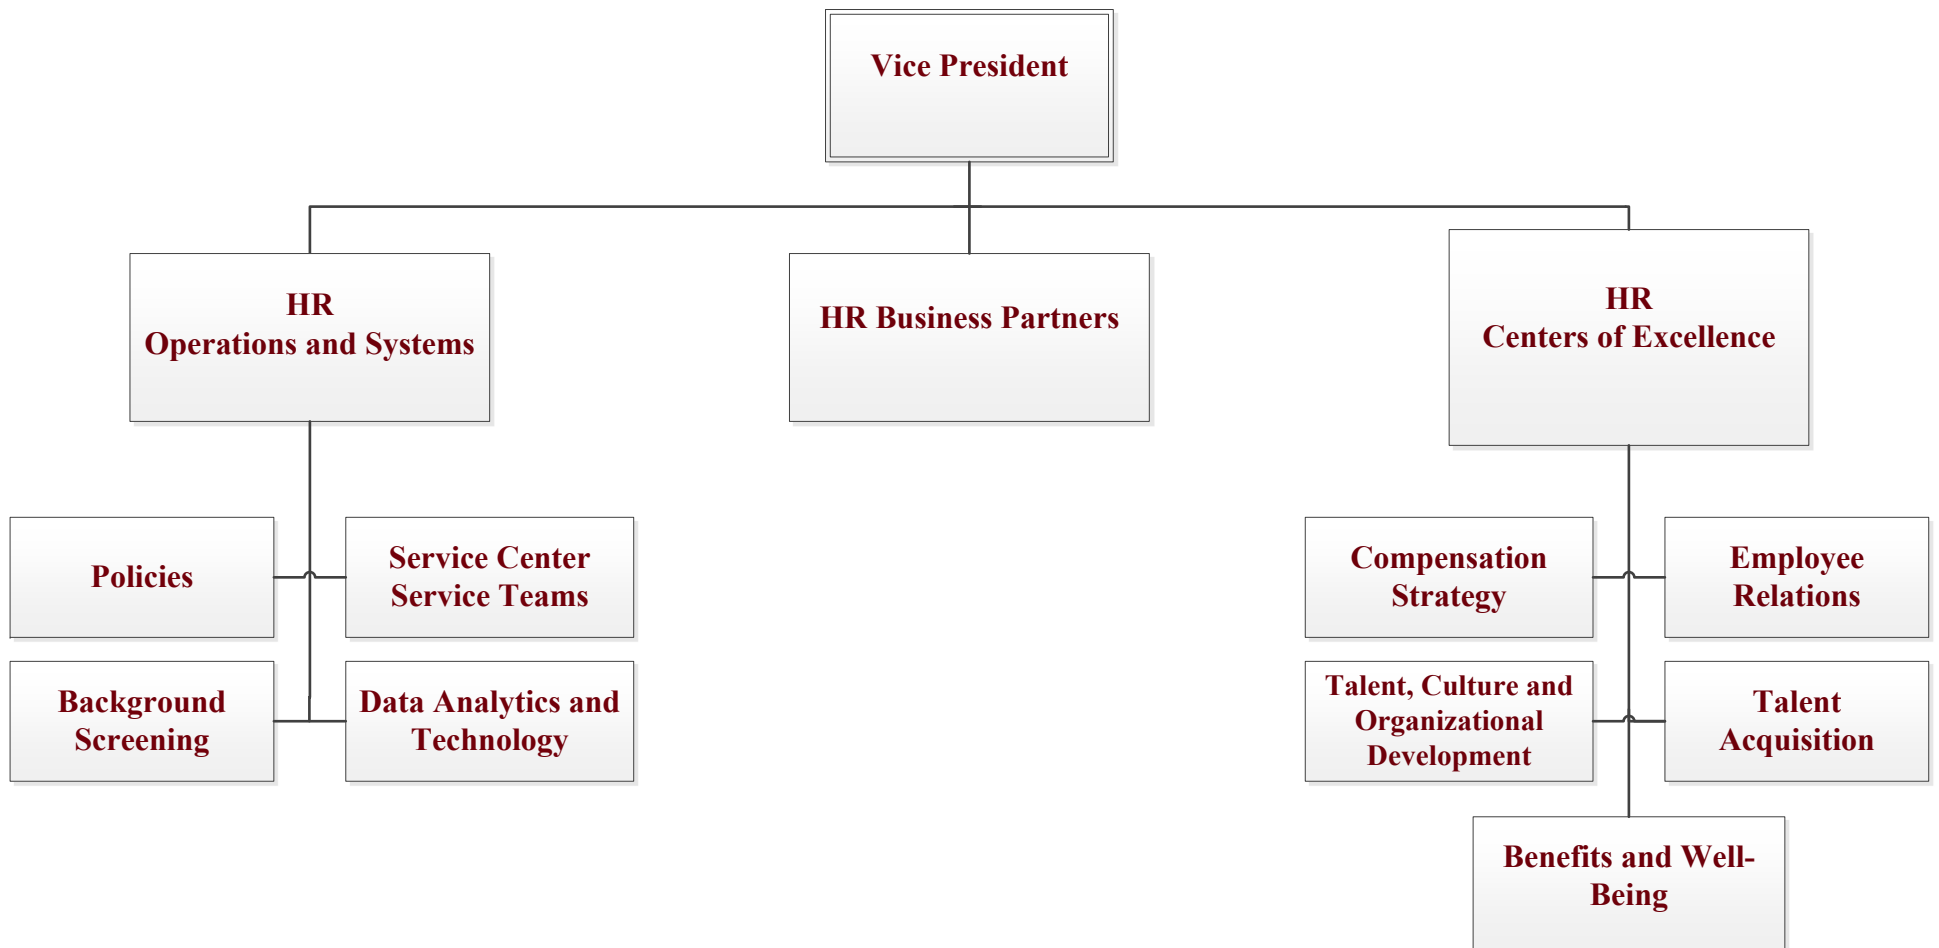 Vice President
HR
Operations and Systems
HR Business Partners
HR
Centers of Excellence
Policies
Service Center
Service Teams
Background
Screening
Data Analytics and
Technology
Compensation
Strategy
Employee
Relations
Talent, Culture and
Organizational
Development
Talent
Acquisition
Benefits and Well-
Being